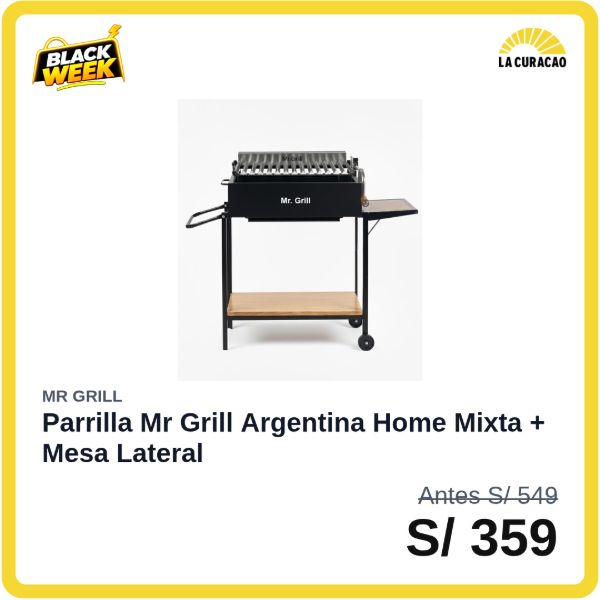 BLACK
WEEK
LA CURACAO
Mr. Grill
MR GRILL
Parrilla Mr Grill Argentina Home Mixta +
Mesa Lateral
Antes S/ 549
S/ 359